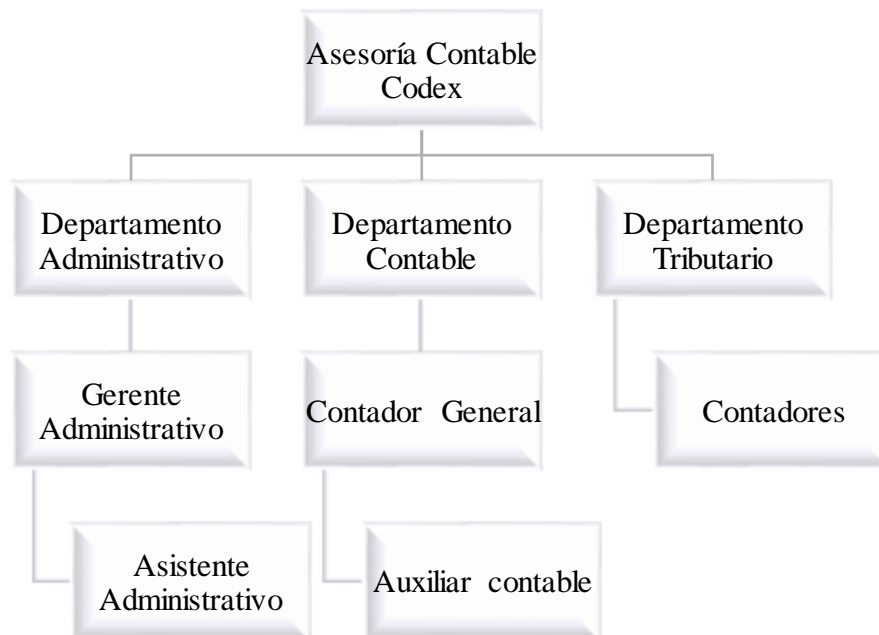 Asesoría Contable
Codex
Departamento
Administrativo
Departamento
Contable
Departamento
Tributario
Gerente
Administrativo
Contador General
Contadores
Asistente
Administrativo
Auxiliar contable